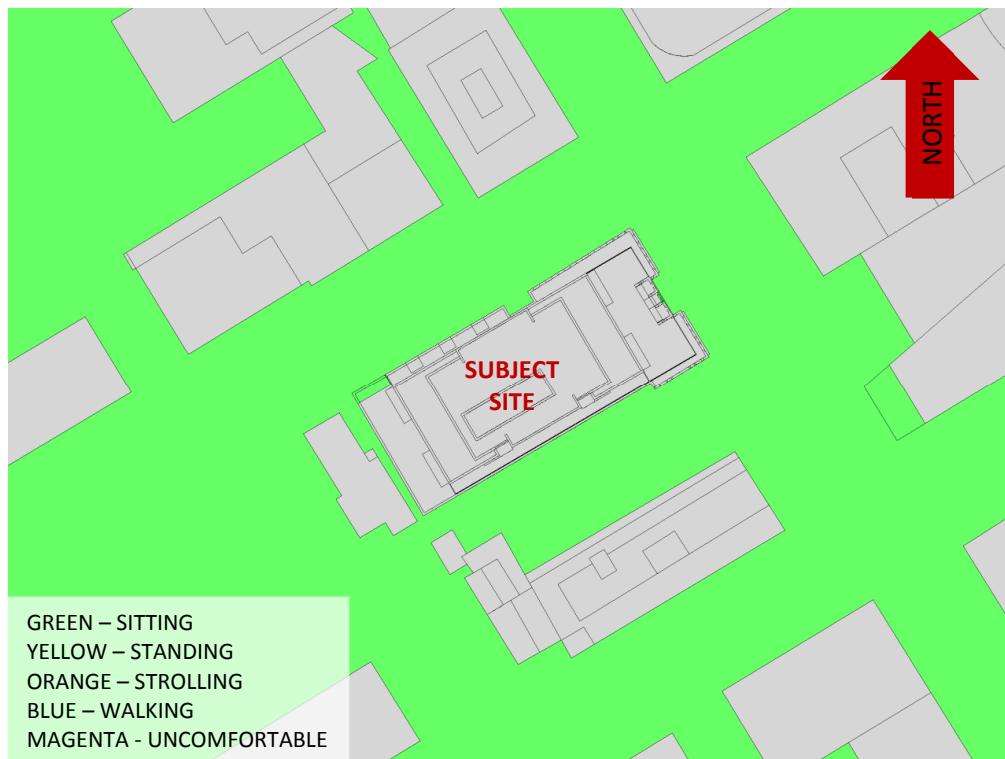 NORTH
SUBJECT
SITE
GREEN – SITTING
YELLOW – STANDING
ORANGE – STROLLING
BLUE – WALKING
MAGENTA - UNCOMFORTABLE